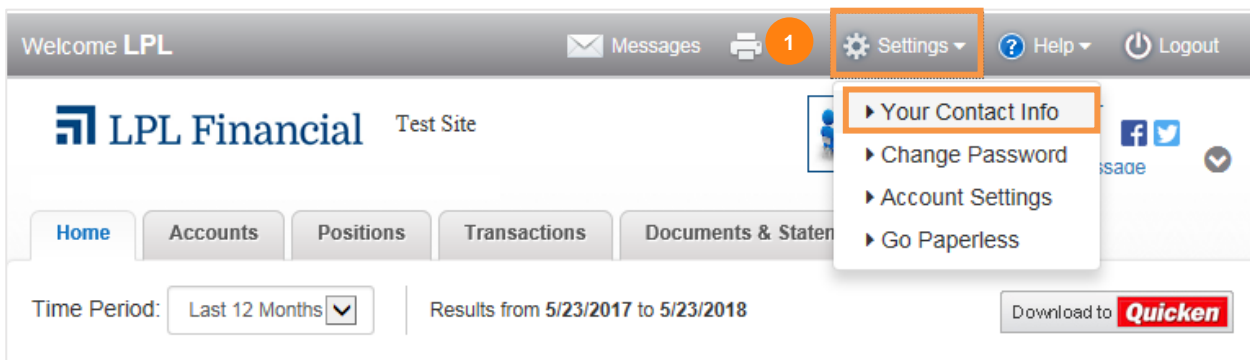 Welcome LPL Messages 1 Settings Help Logout
LPL Financial Test Site
Your Contact Info
Change Password
Account Settings
Go Paperless
Home Accounts Positions Transactions Documents &
Time Period: Last 12 Months Results from 5/23/2017 to 5/23/2018 Download to Quicken